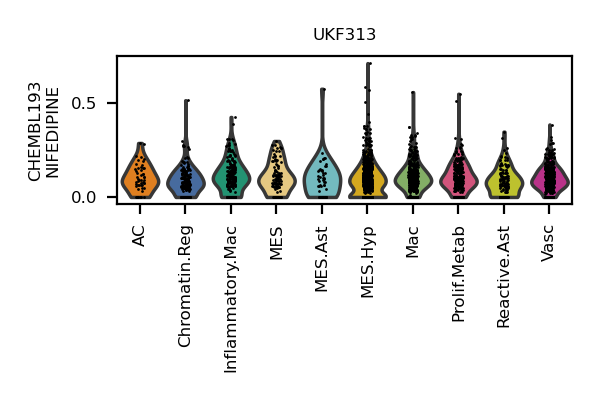 UKF313
CHEMBL193
NIFEDIPINE
0.5
0.0
AC
Chromatin.Reg
Inflammatory.Mac
MES
MES.Ast
MES.Hyp
Mac
Prolif.Metab
Reactive.Ast
Vasc